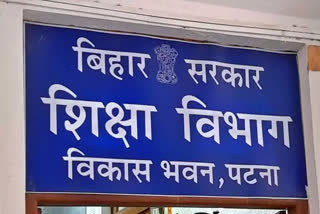 बिहार सरकार
शिक्षा विभाग
विकास भवन, पटना